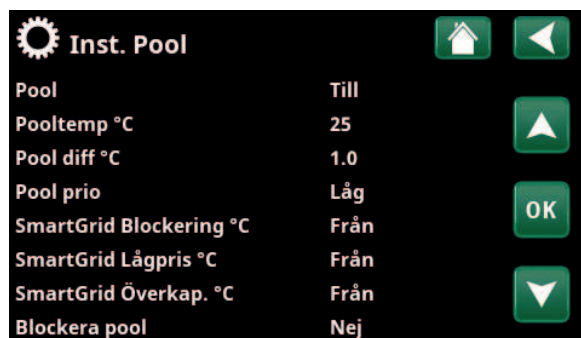 Inst. Pool
Pool Till
Pooltemp °C 25
Pool diff °C 1.0
Pool prio Låg
SmartGrid Blockering °C Från
SmartGrid Lågpris °C Från
SmartGrid Överkap. °C Från
Blockera pool Nej
OK